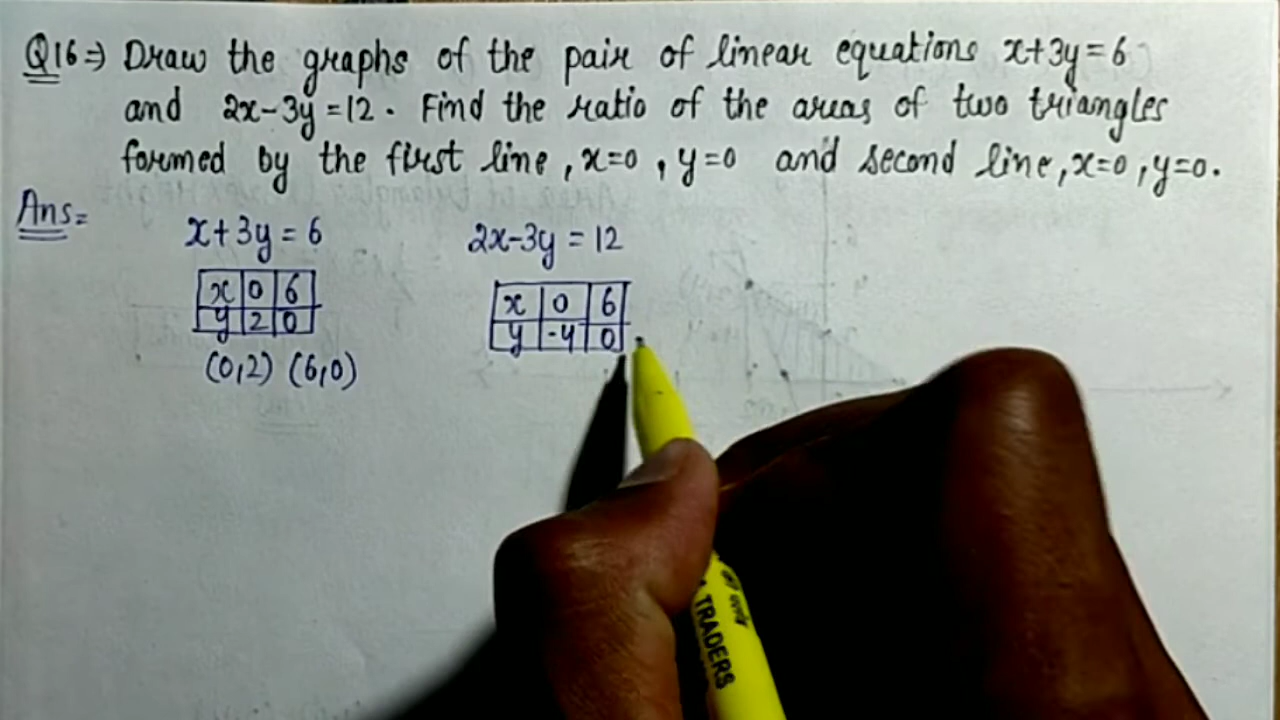 Q16⇒ Draw the graphs of the pair of linear equations x+3y=6
and 2x-3y=12. Find the ratio of the areas of two triangles
formed by the first line, x=0, y=0 and second line, x=0, y=0.
Ans=
x+3y = 6
x 0 6
y 2 0
(0,2) (6,0)
2x-3y = 12
x 0 6
y -4 0
TRADERS